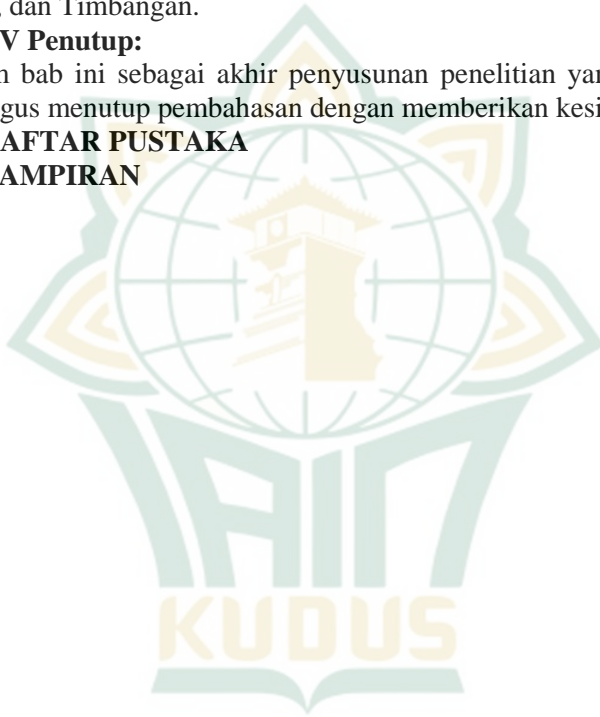 , dan Timbangan.
V Penutup:
n bab ini sebagai akhir penyusunan penelitian yan
gus menutup pembahasan dengan memberikan kesi
AFTAR PUSTAKA
AMPIRAN
IAIN
KUDUS